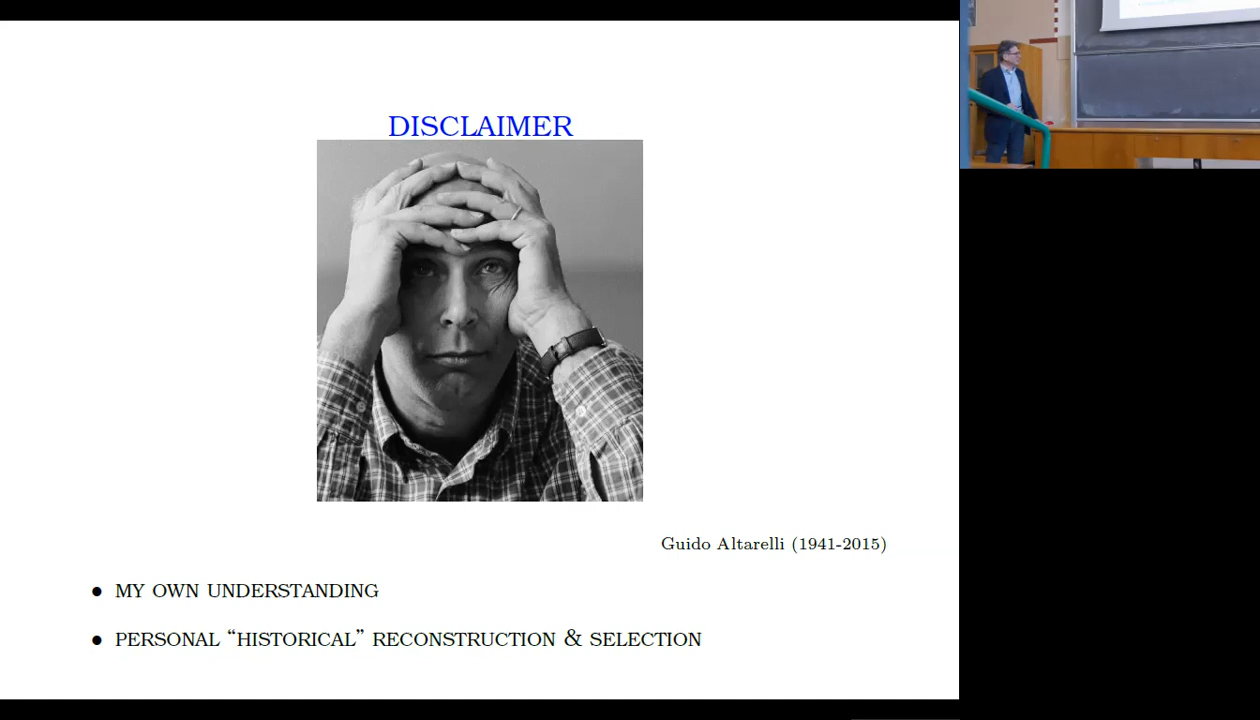 DISCLAIMER
Guido Altarelli (1941-2015)
• MY OWN UNDERSTANDING
• PERSONAL “HISTORICAL” RECONSTRUCTION & SELECTION